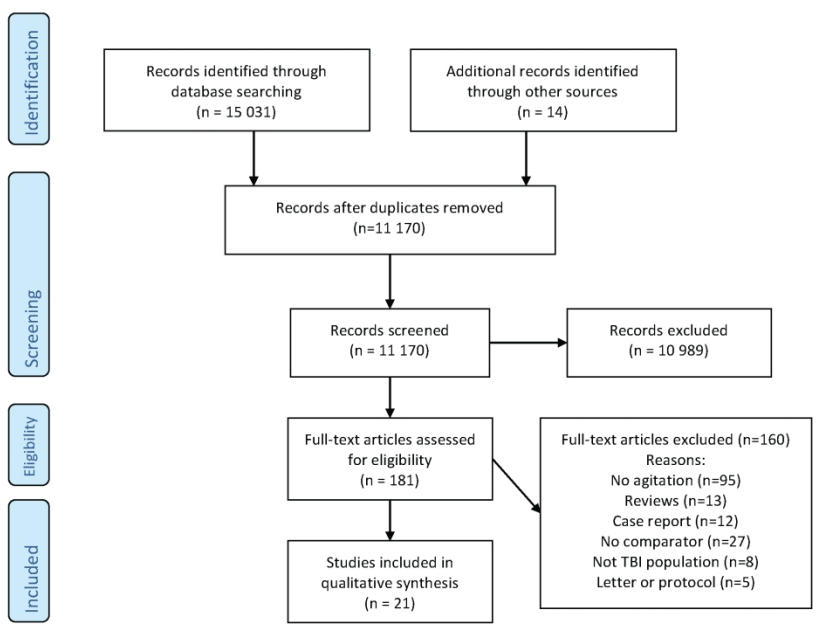 Identification
Records identified through
database searching
(n = 15 031)
Additional records identified
through other sources
(n = 14)
Screening
Records after duplicates removed
(n=11 170)
Records screened
(n = 11 170)
Records excluded
(n = 10 989)
Eligibility
Full-text articles assessed
for eligibility
(n = 181)
Full-text articles excluded (n=160)
Reasons:
No agitation (n=95)
Reviews (n=13)
Case report (n=12)
No comparator (n=27)
Not TBI population (n=8)
Letter or protocol (n=5)
Included
Studies included in
qualitative synthesis
(n = 21)